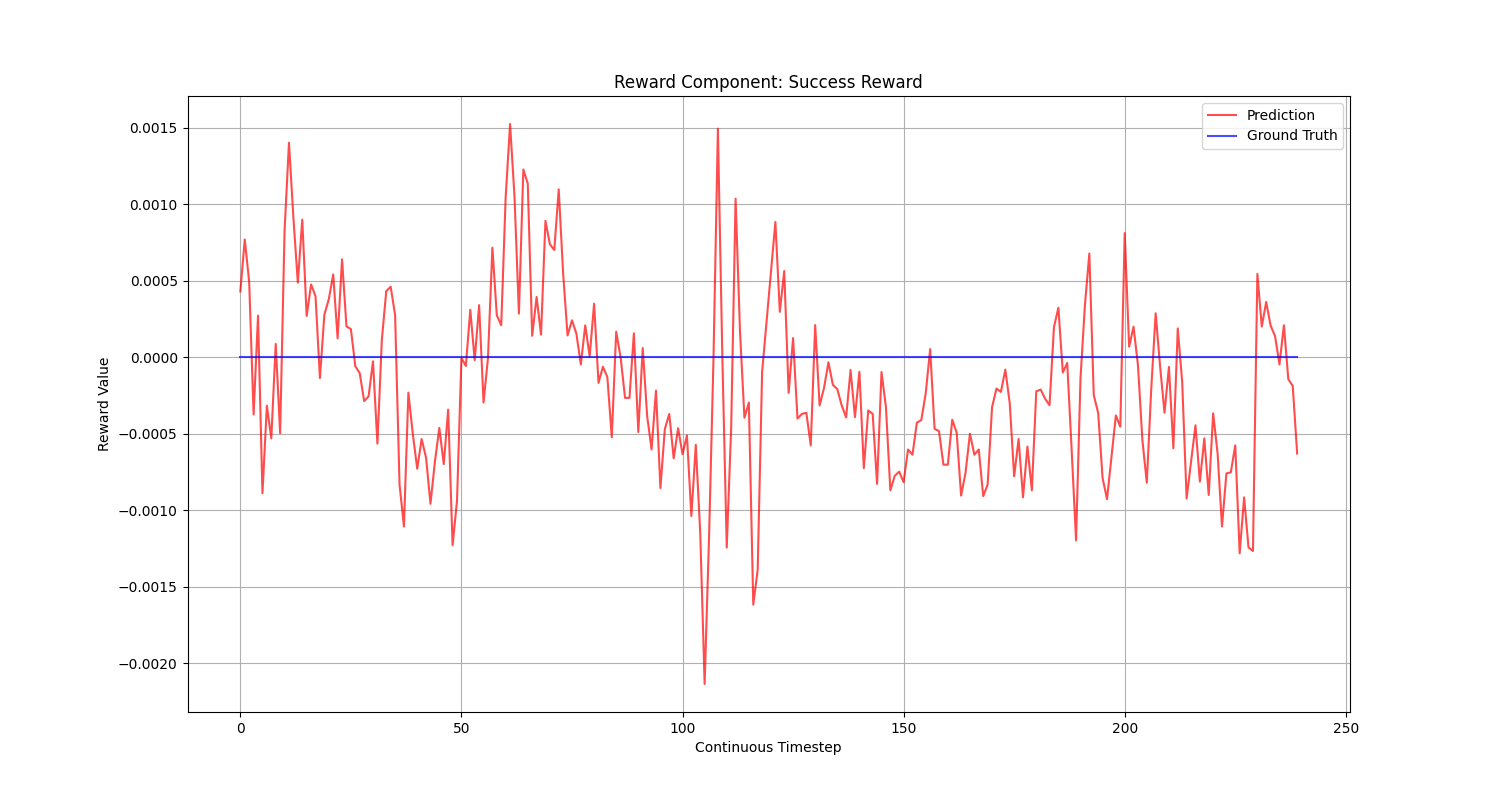 Reward Component: Success Reward
Prediction
Ground Truth
Reward Value
0.0015
0.0010
0.0005
0.0000
−0.0005
−0.0010
−0.0015
−0.0020
0
50
100
150
200
250
Continuous Timestep